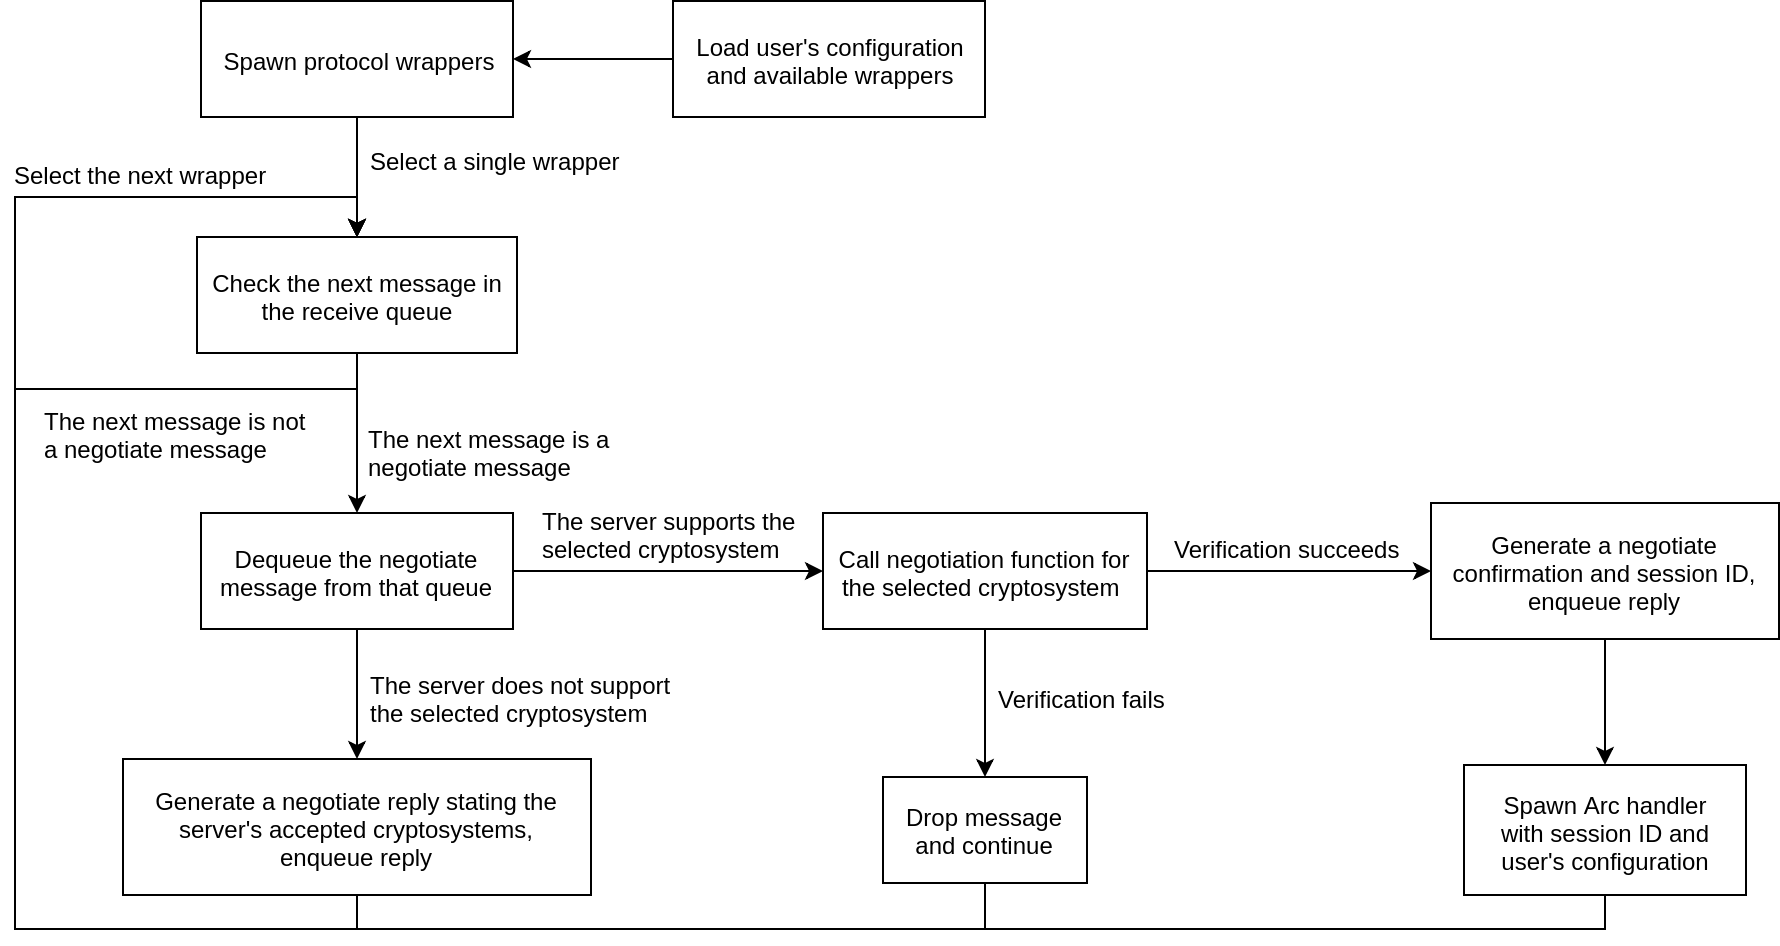 Spawn protocol wrappers
Load user's configuration
and available wrappers
Select a single wrapper
Select the next wrapper
Check the next message in
the receive queue
The next message is not
a negotiate message
The next message is a
negotiate message
Dequeue the negotiate
message from that queue
The server supports the
selected cryptosystem
Call negotiation function for
the selected cryptosystem
Verification succeeds
Generate a negotiate
confirmation and session ID,
enqueue reply
The server does not support
the selected cryptosystem
Verification fails
Generate a negotiate reply stating the
server's accepted cryptosystems,
enqueue reply
Drop message
and continue
Spawn Arc handler
with session ID and
user's configuration